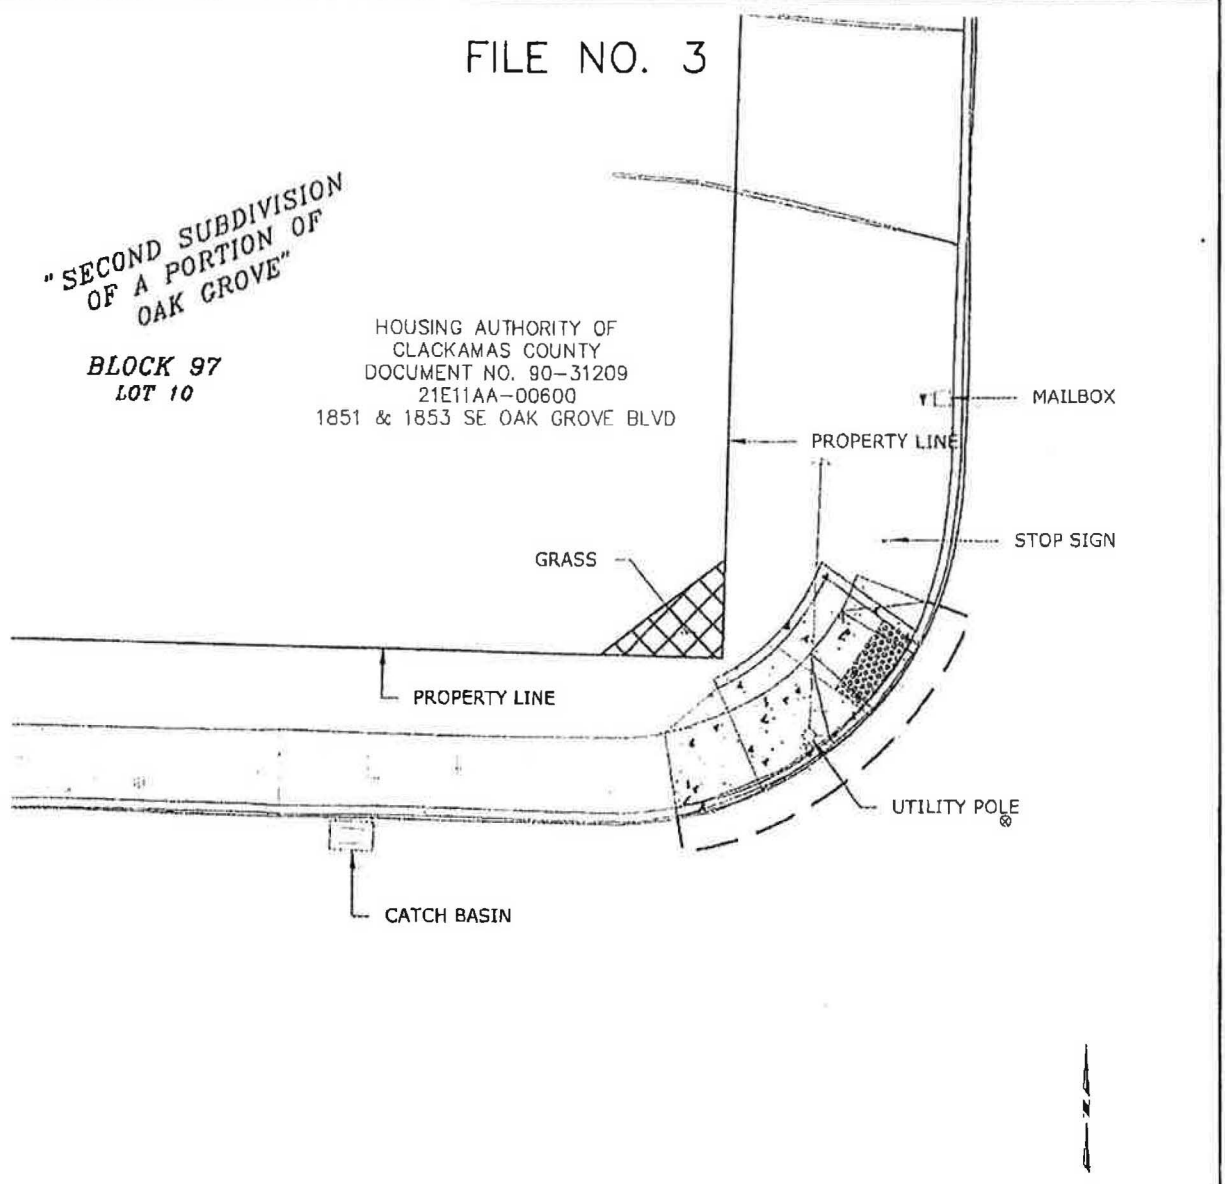 FILE NO. 3
"SECOND SUBDIVISION
OF A PORTION OF
OAK GROVE"
BLOCK 97
LOT 10
HOUSING AUTHORITY OF
CLACKAMAS COUNTY
DOCUMENT NO. 90-31209
21E11AA-00600
1851 & 1853 SE OAK GROVE BLVD
MAILBOX
PROPERTY LINE
STOP SIGN
GRASS
PROPERTY LINE
UTILITY POLE
CATCH BASIN